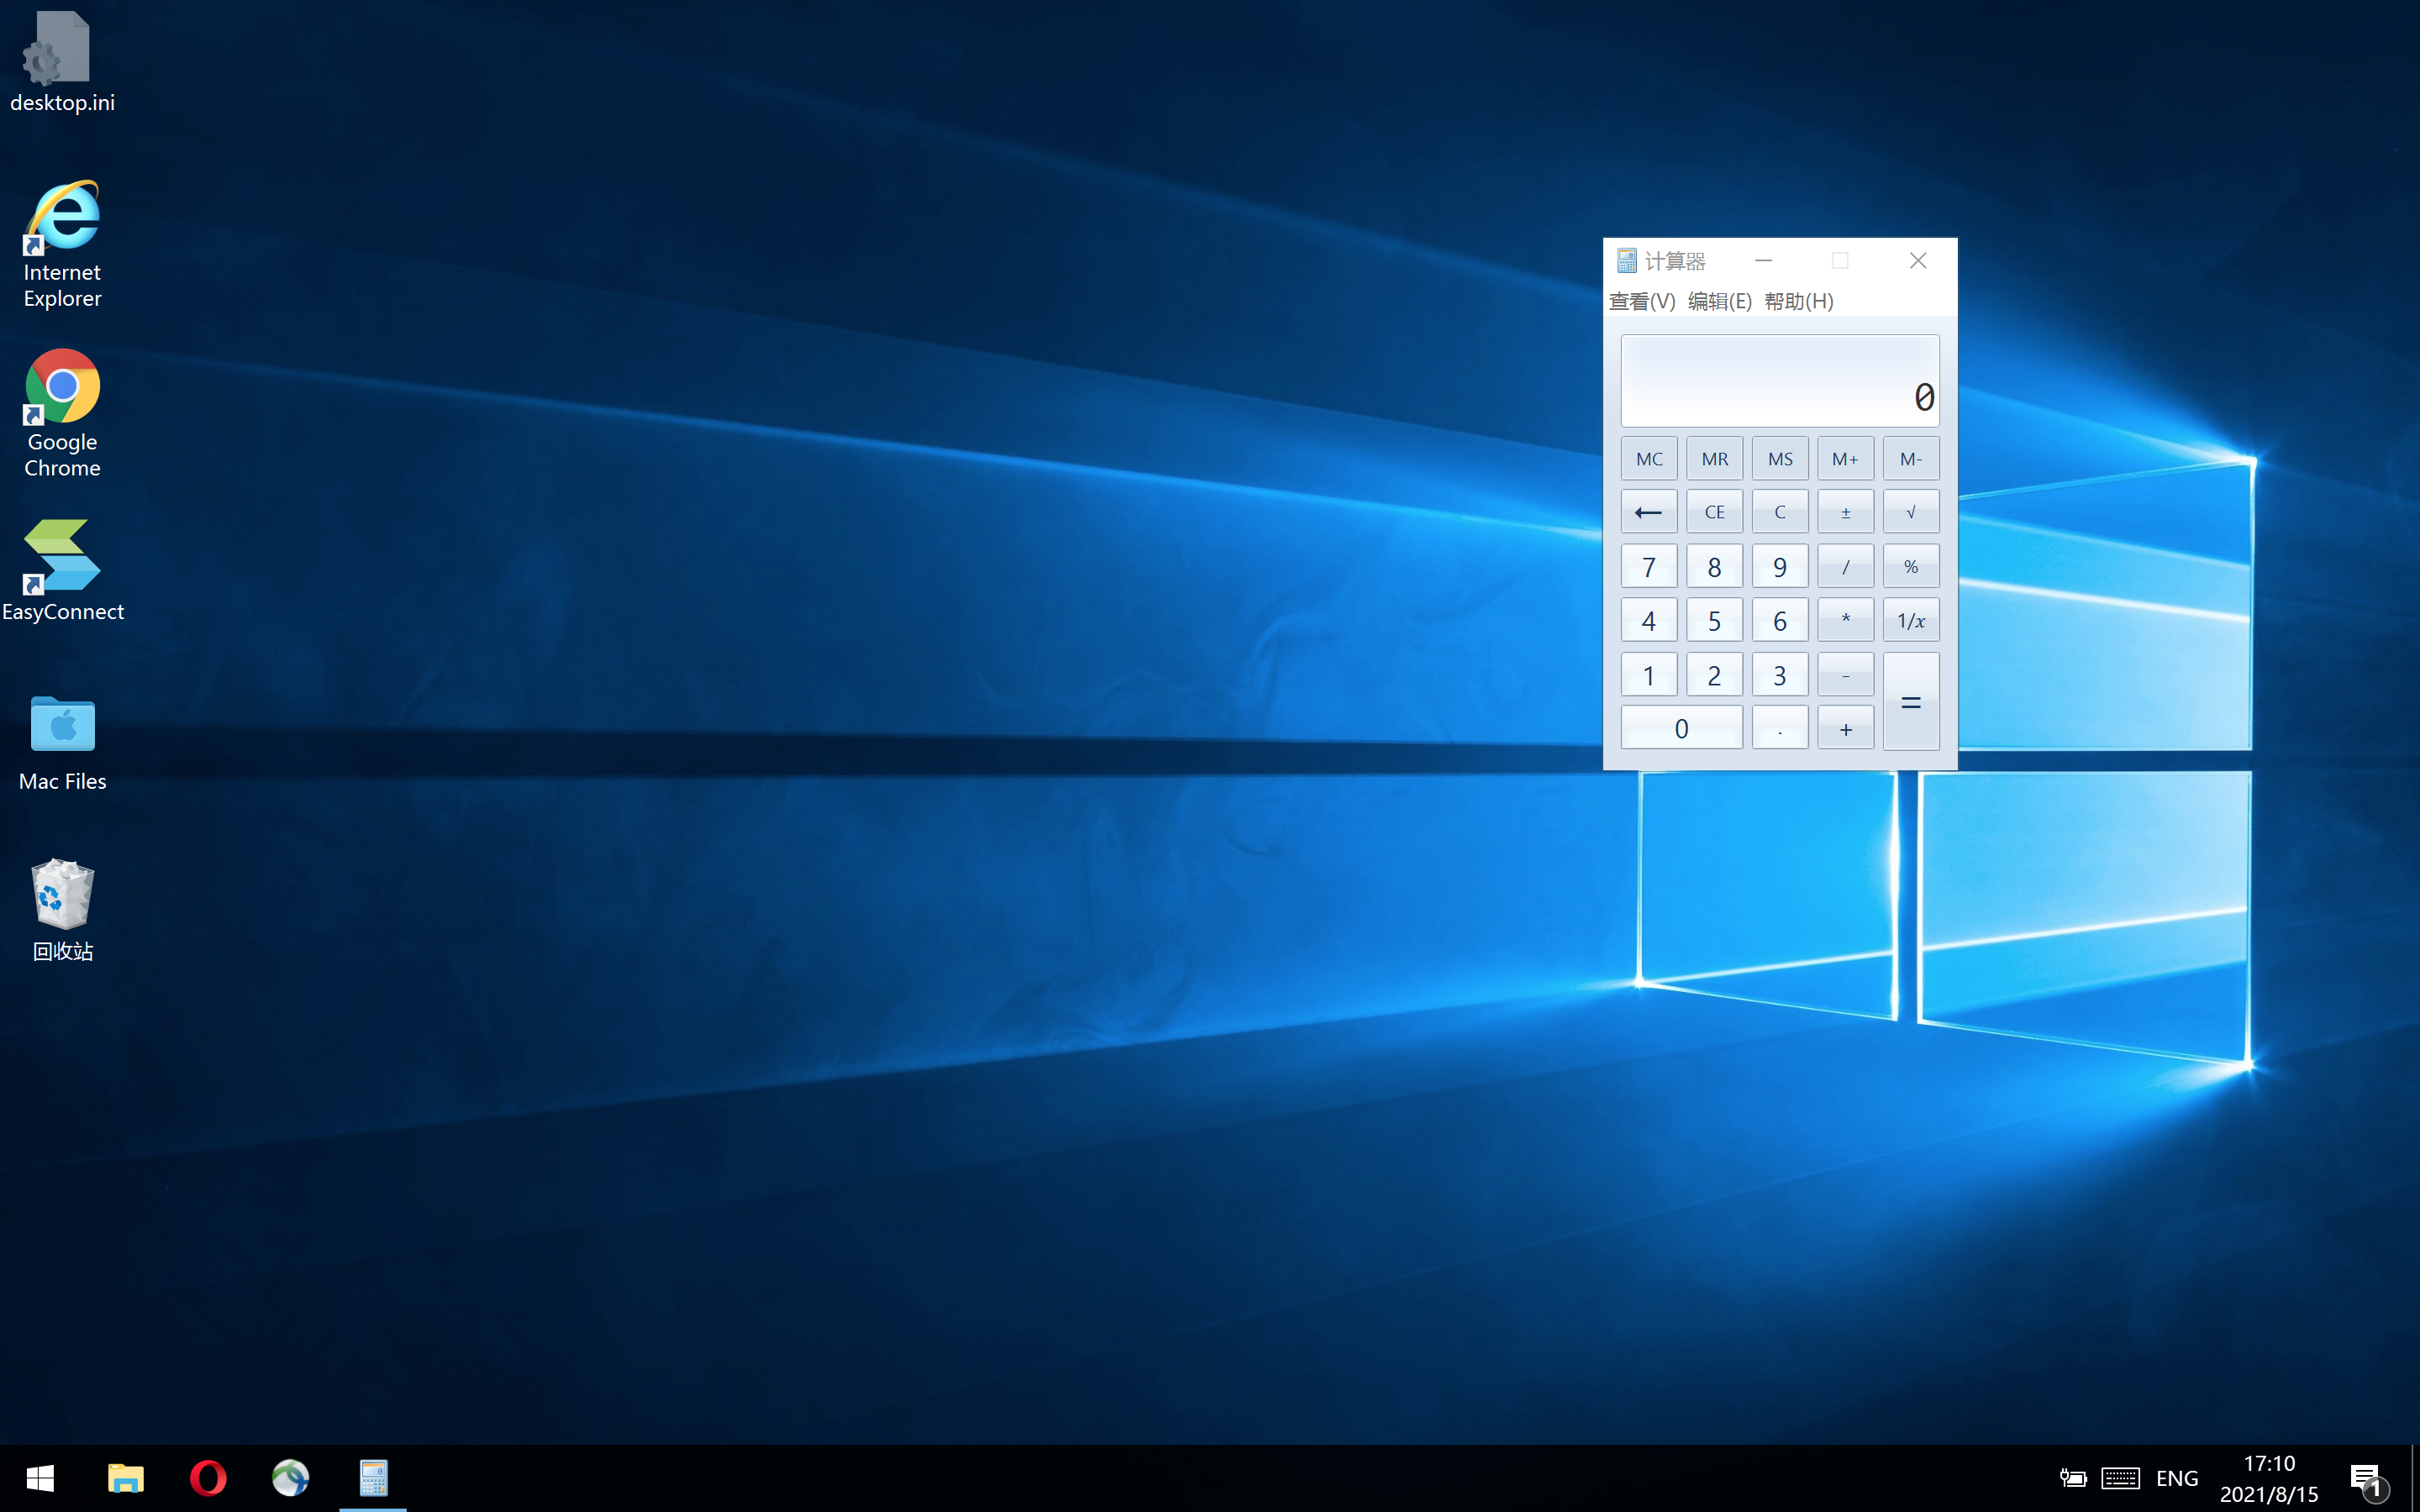 desktop.ini
Internet
Explorer
Google
Chrome
EasyConnect
Mac Files
回收站
计算器
查看(V) 编辑(E) 帮助(H)
0
MC MR MS M+ M-
← CE C ± √
7 8 9 / %
4 5 6 * 1/x
1 2 3 - =
0 . +
ENG
17:10
2021/8/15
1